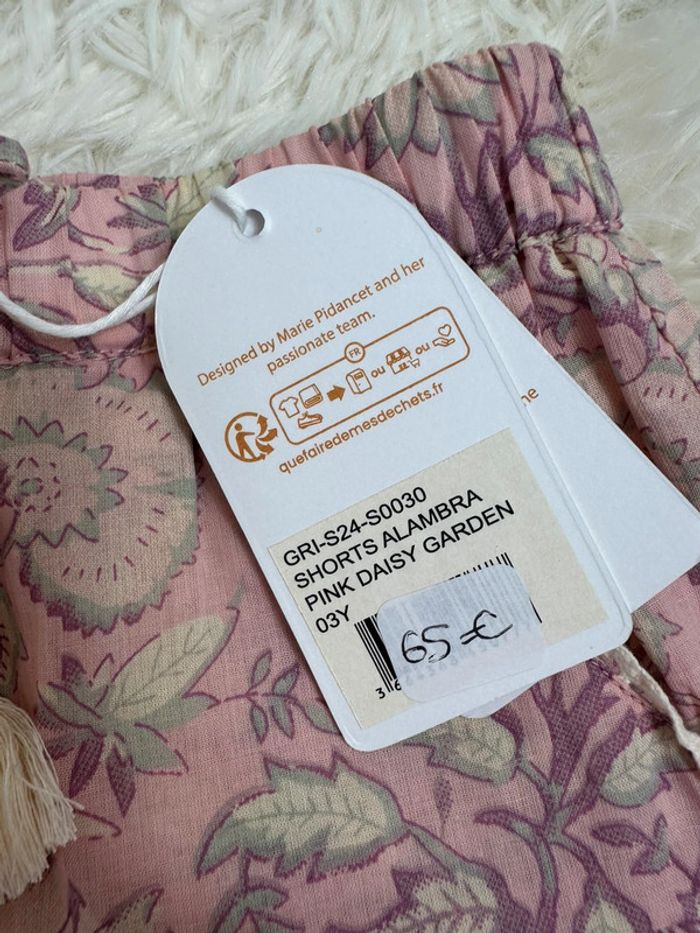 Designed by Marie Pidancet and her
passionate team.
FR
ou
ou
quefairedemesdechets.fr
GRI-S24-S0030
SHORTS ALAMBRA
PINK DAISY GARDEN
03Y
65€